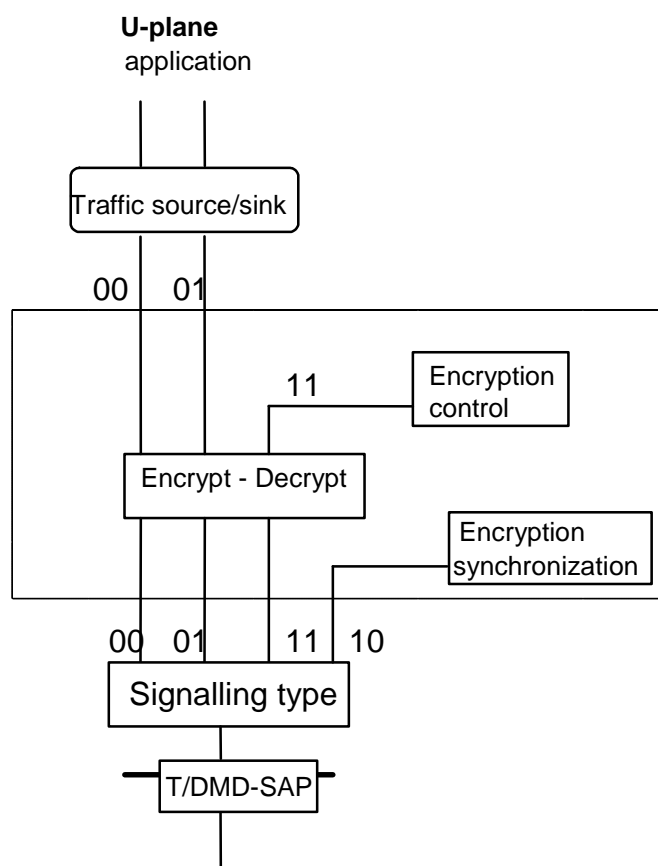 U-plane
application
Traffic source/sink
00 01
11
Encryption
control
Encrypt - Decrypt
Encryption
synchronization
00 01 11 10
Signalling type
T/DMD-SAP